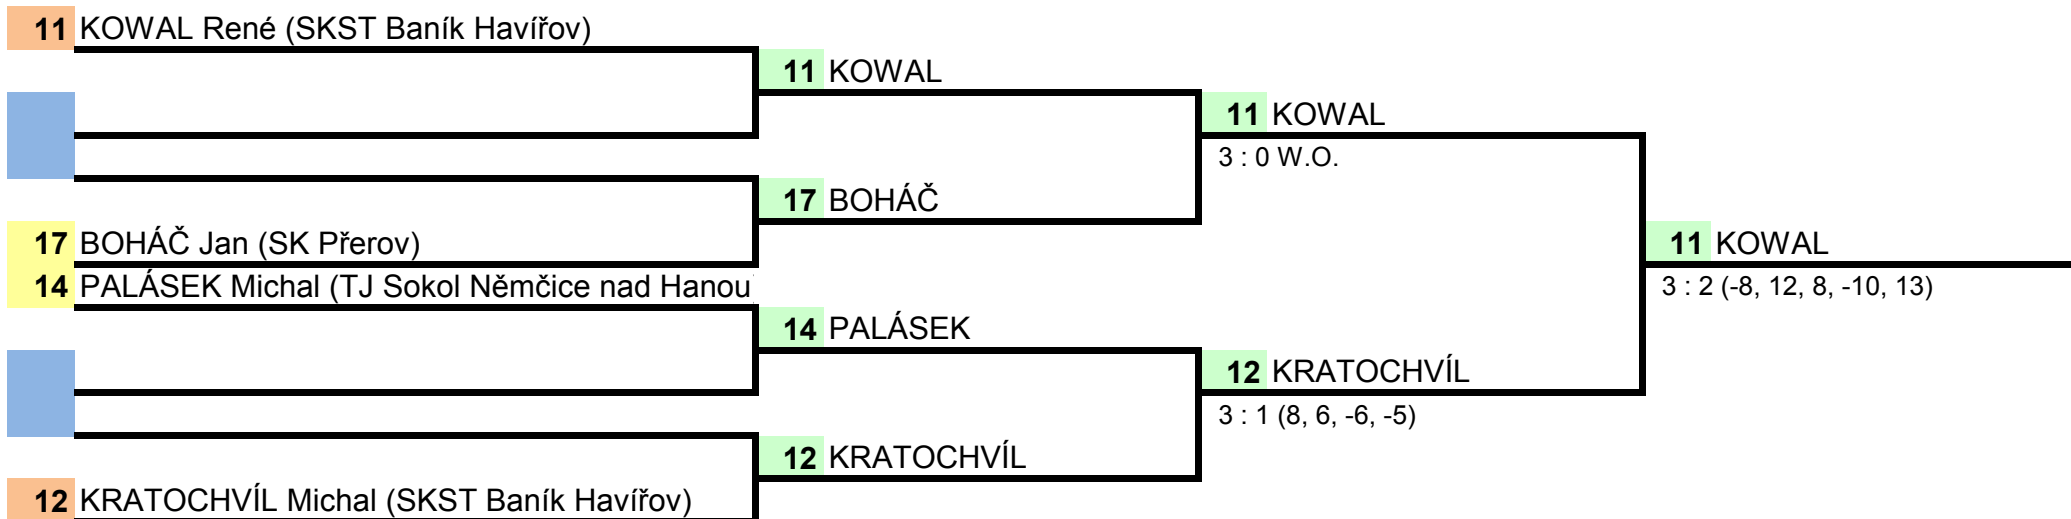 11 KOWAL René (SKST Baník Havířov)
11 KOWAL
11 KOWAL
3 : 0 W.O.
17 BOHÁČ
17 BOHÁČ Jan (SK Přerov)
11 KOWAL
14 PALÁSEK Michal (TJ Sokol Němčice nad Hanou
3 : 2 (-8, 12, 8, -10, 13)
14 PALÁSEK
12 KRATOCHVÍL
3 : 1 (8, 6, -6, -5)
12 KRATOCHVÍL
12 KRATOCHVÍL Michal (SKST Baník Havířov)